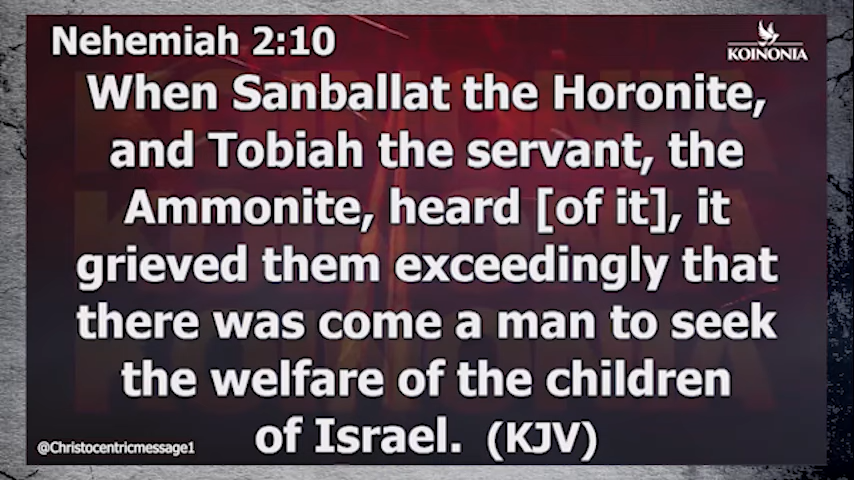 Nehemiah 2:10
KOINONIA
When Sanballat the Horonite,
and Tobiah the servant, the
Ammonite, heard [of it], it
grieved them exceedingly that
there was come a man to seek
the welfare of the children
of Israel. (KJV)
@Christocentricmessage1